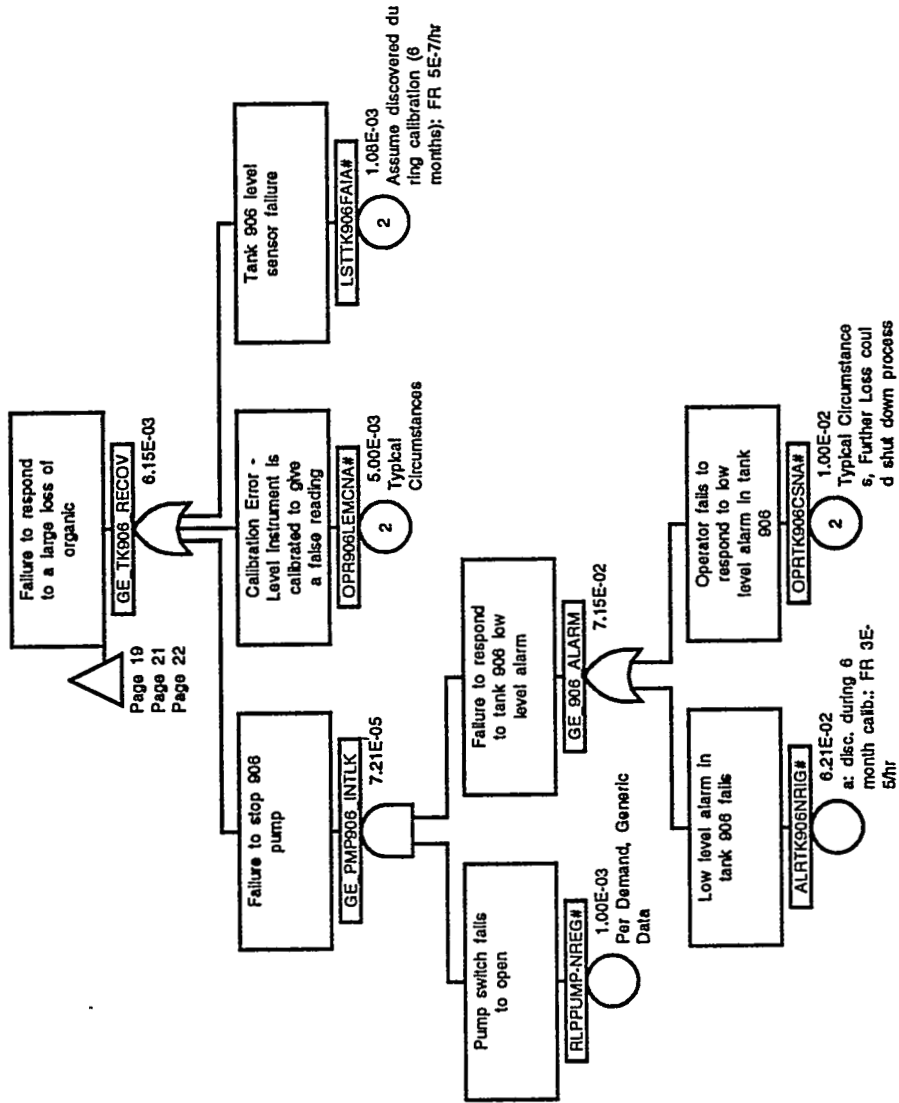 Failure to respond
to a large loss of
organic
GE_TK906_RECOV
6.15E-03
Page 19
Page 21
Page 22
Failure to stop 906
pump
GE_PMP906_INTLK
7.21E-05
Calibration Error -
Level Instrument is
calibrated to give
a false reading
OPR906LEMCNA#
5.00E-03
2
Typical
Circumstances
Tank 906 level
sensor failure
LSTTK906FAIA#
1.08E-03
2
Assume discovered du
ring calibration (6
months): FR 5E-7/hr
Pump switch fails
to open
RLPPUMP-NREG#
1.00E-03
Per Demand, Generic
Data
Failure to respond
to tank 906 low
level alarm
GE_906_ALARM
7.15E-02
Low level alarm in
tank 906 fails
ALRTK906NRIG#
6.21E-02
a: disc. during 6
month calib.: FR 3E-
5/hr
Operator fails to
respond to low
level alarm in tank
906
OPRTK906CSNA#
1.00E-02
2
Typical Circumstance
s, Further Loss coul
d shut down process